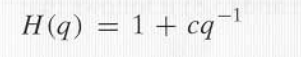 H(q) = 1 + cq⁻¹